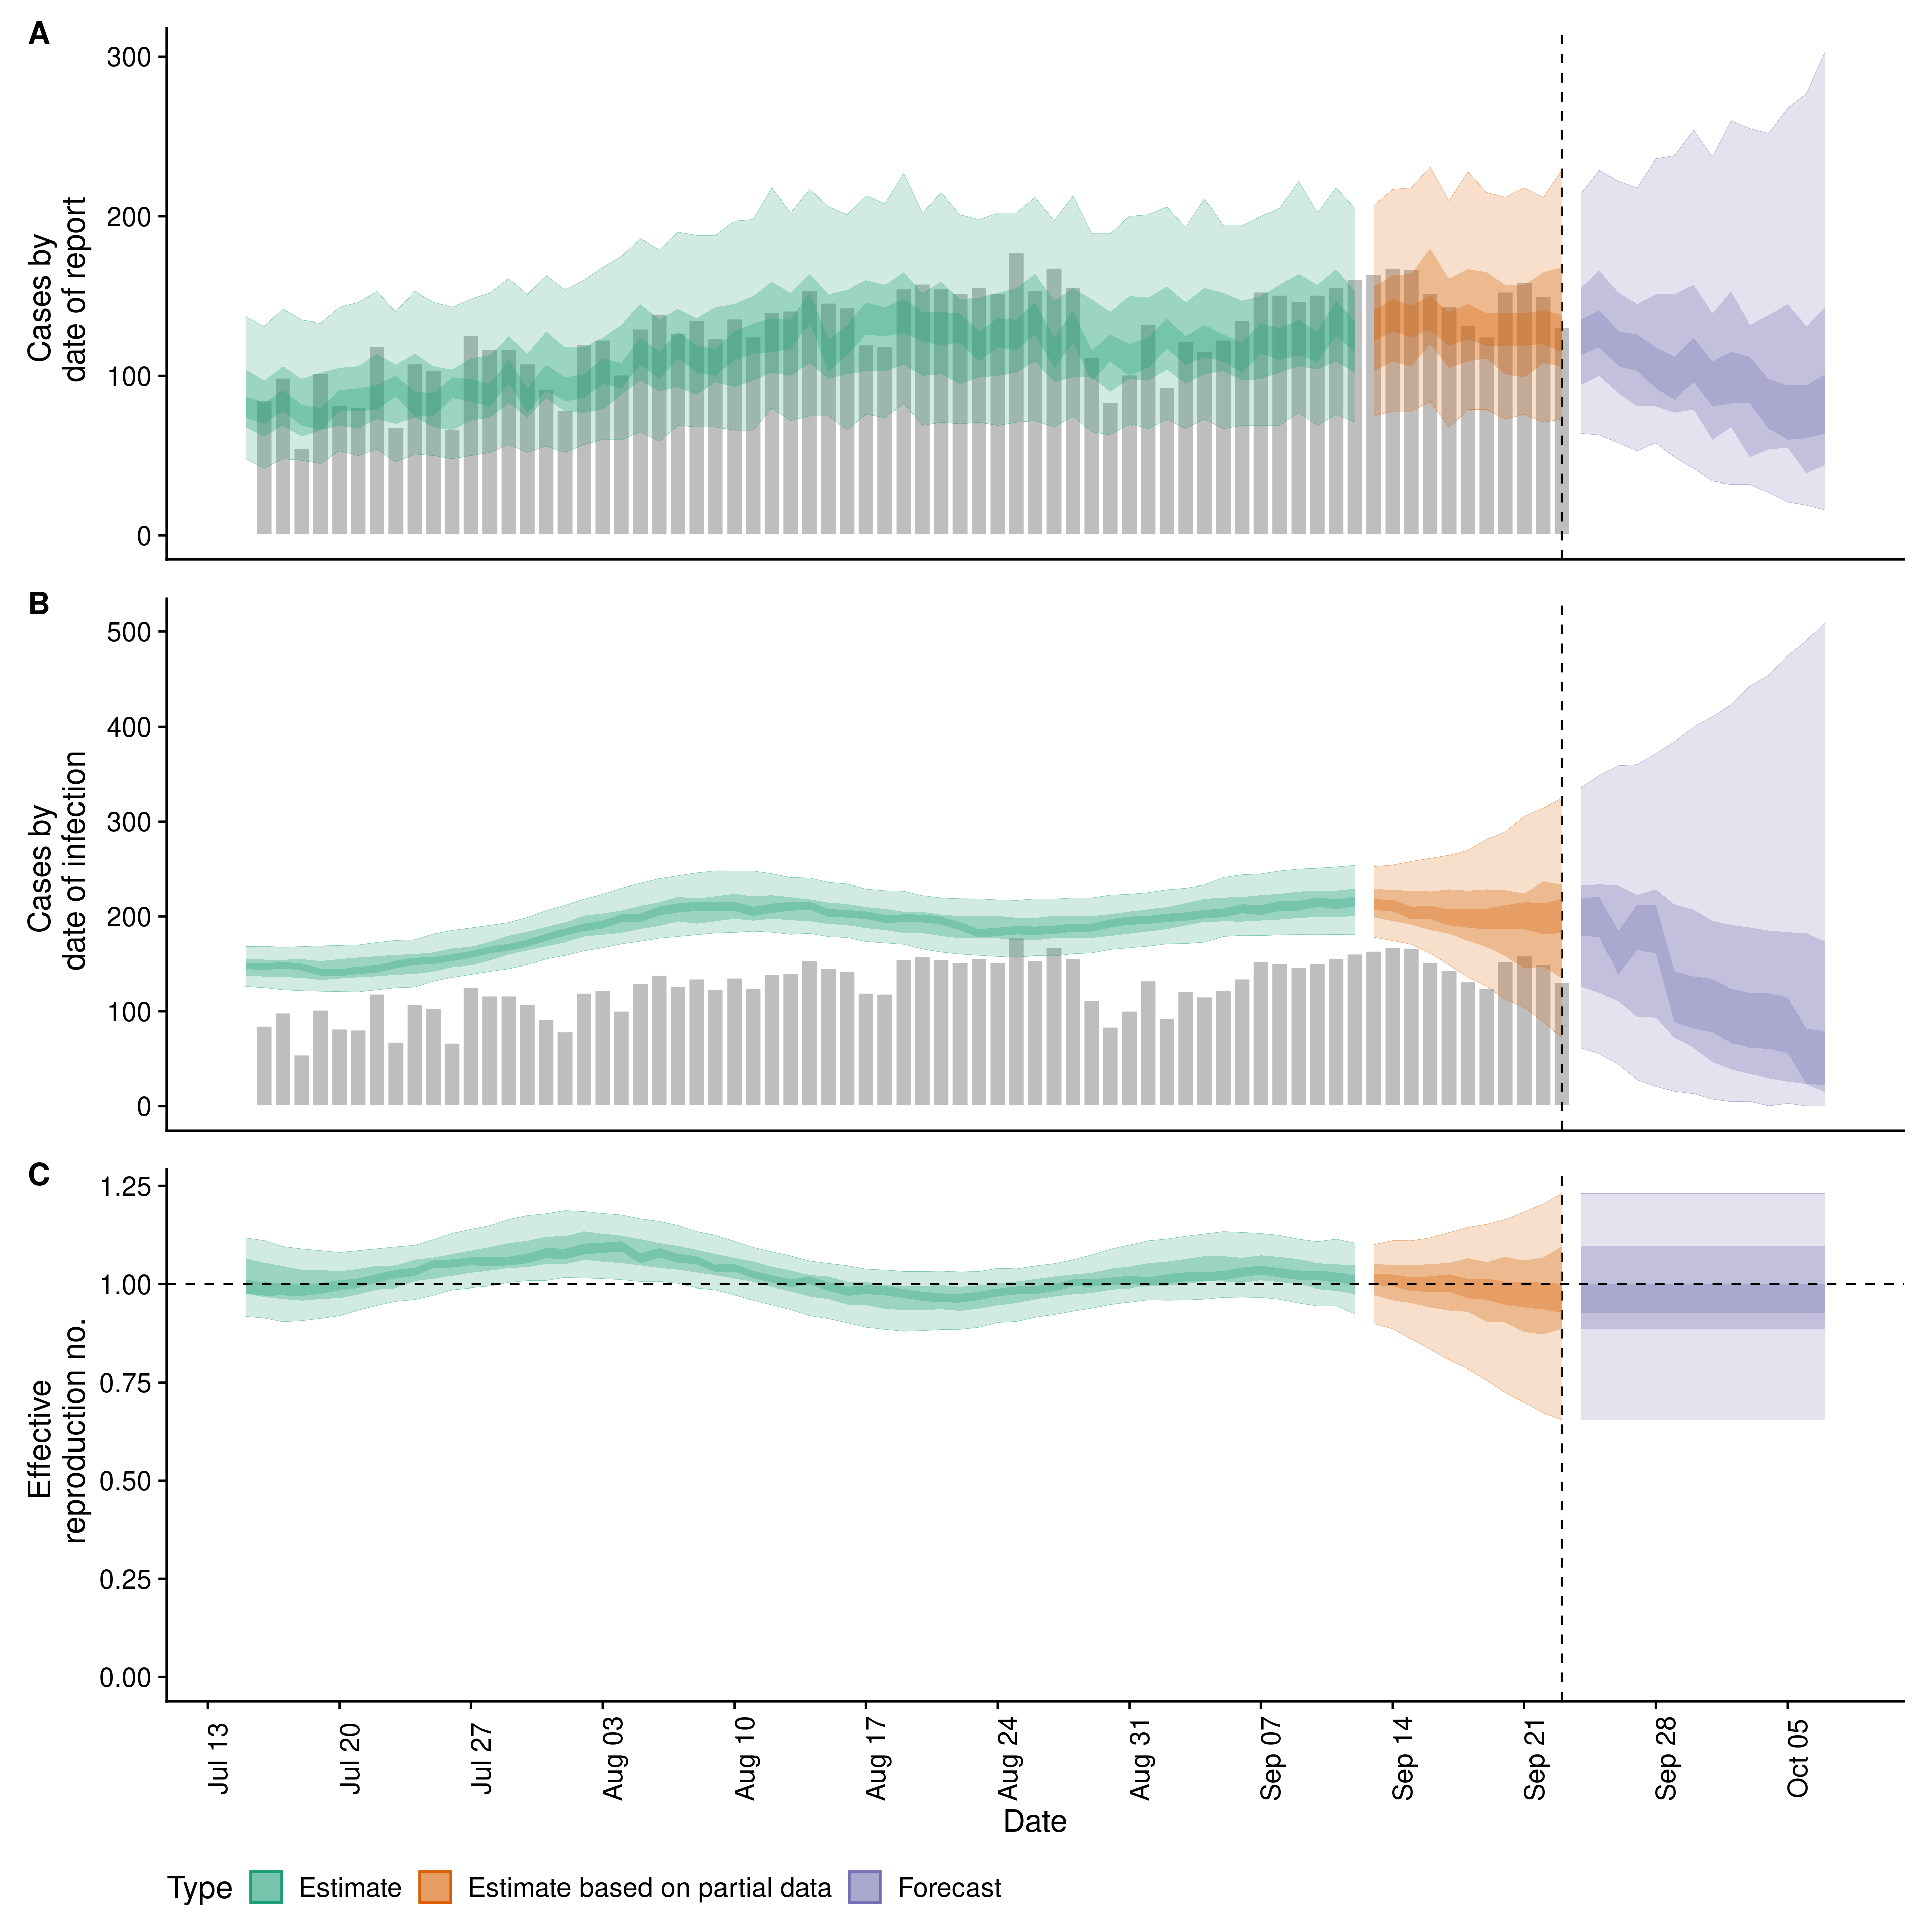 A
300
200
100
0
Cases by
date of report
B
500
400
300
200
100
0
Cases by
date of infection
C
1.25
1.00
0.75
0.50
0.25
0.00
Effective
reproduction no.
Jul 13
Jul 20
Jul 27
Aug 03
Aug 10
Aug 17
Aug 24
Aug 31
Sep 07
Sep 14
Sep 21
Sep 28
Oct 05
Date
Type Estimate Estimate based on partial data Forecast